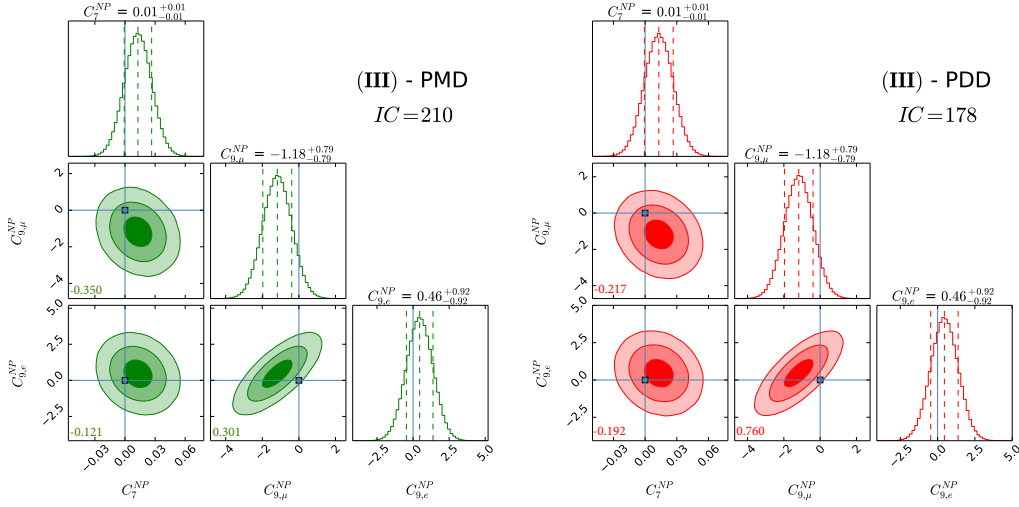 C_7^{NP} = 0.01^{+0.01}_{-0.01}
(III) - PMD
IC = 210
C_{9,μ}^{NP} = −1.18^{+0.79}_{-0.79}
C_{9,μ}^{NP}
2
0
−2
−4
-0.350
C_{9,e}^{NP} = 0.46^{+0.92}_{-0.92}
C_{9,e}^{NP}
5.0
2.5
0.0
−2.5
-0.121
0.301
−0.03 0.00 0.03 0.06
−4 −2 0 2
−2.5 0.0 2.5 5.0
C_7^{NP}
C_{9,μ}^{NP}
C_{9,e}^{NP}
C_7^{NP} = 0.01^{+0.01}_{-0.01}
(III) - PDD
IC = 178
C_{9,μ}^{NP} = −1.18^{+0.79}_{-0.79}
C_{9,μ}^{NP}
2
0
−2
−4
-0.217
C_{9,e}^{NP} = 0.46^{+0.92}_{-0.92}
C_{9,e}^{NP}
5.0
2.5
0.0
−2.5
-0.192
0.760
−0.03 0.00 0.03 0.06
−4 −2 0 2
−2.5 0.0 2.5 5.0
C_7^{NP}
C_{9,μ}^{NP}
C_{9,e}^{NP}